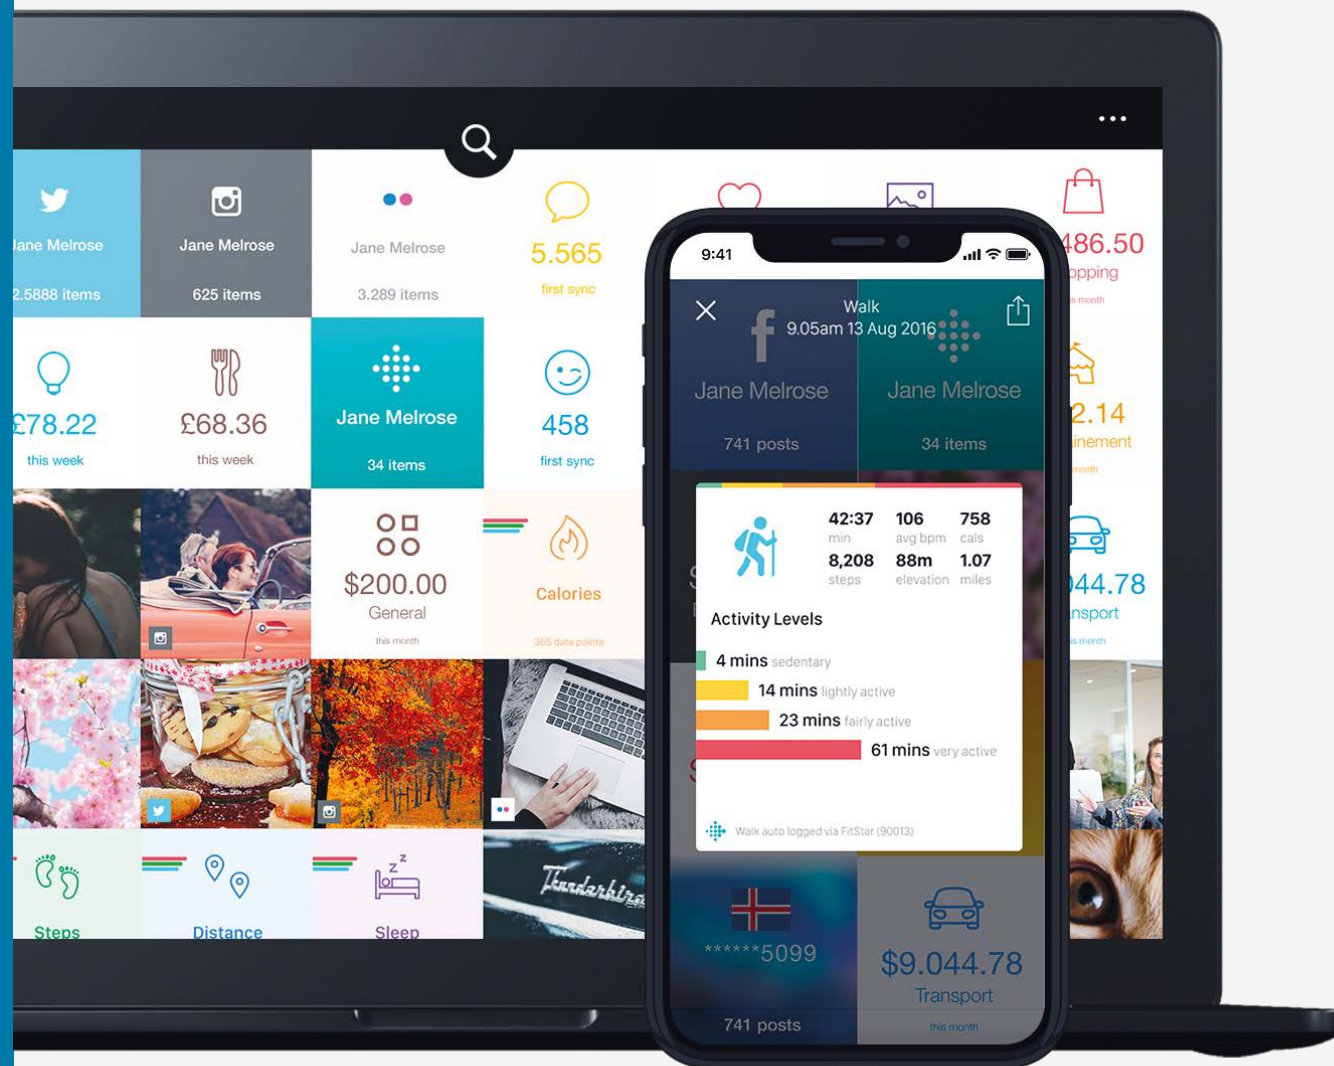 Jane Melrose
2.5888 items
Jane Melrose
625 items
Jane Melrose
3.289 items
5.565
first sync
486.50
this week
£78.22
£68.36
this week
Jane Melrose
34 items
458
first sync
2.14
$200.00
General
this month
Calories
365 data points
044.78
Thunderbird
Steps
Distance
Sleep
9:41
Walk
9.05am 13 Aug 2016
f
Jane Melrose
741 posts
Jane Melrose
34 items
42:37 106 758
min avg bpm cals
8,208 88m 1.07
steps elevation miles
Activity Levels
4 mins sedentary
14 mins lightly active
23 mins fairly active
61 mins very active
Walk auto logged via FitStar (90013)
******5099
741 posts
$9.044.78
Transport
this month